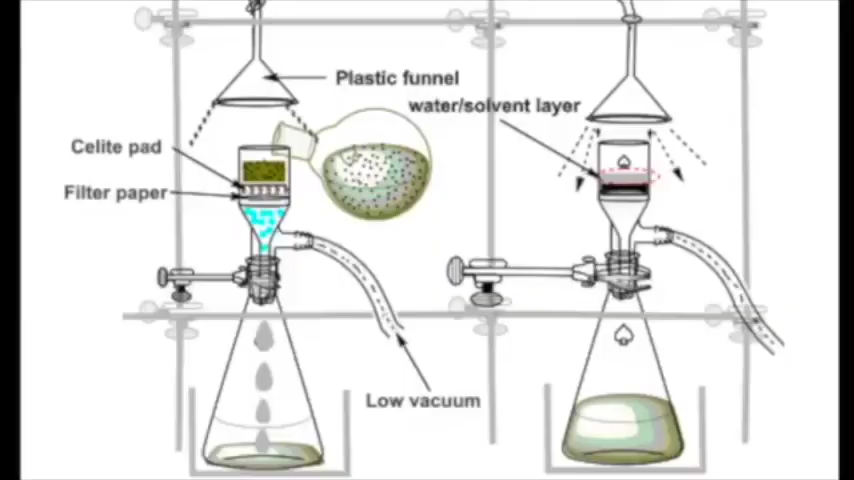 Plastic funnel
water/solvent layer
Celite pad
Filter paper
Low vacuum